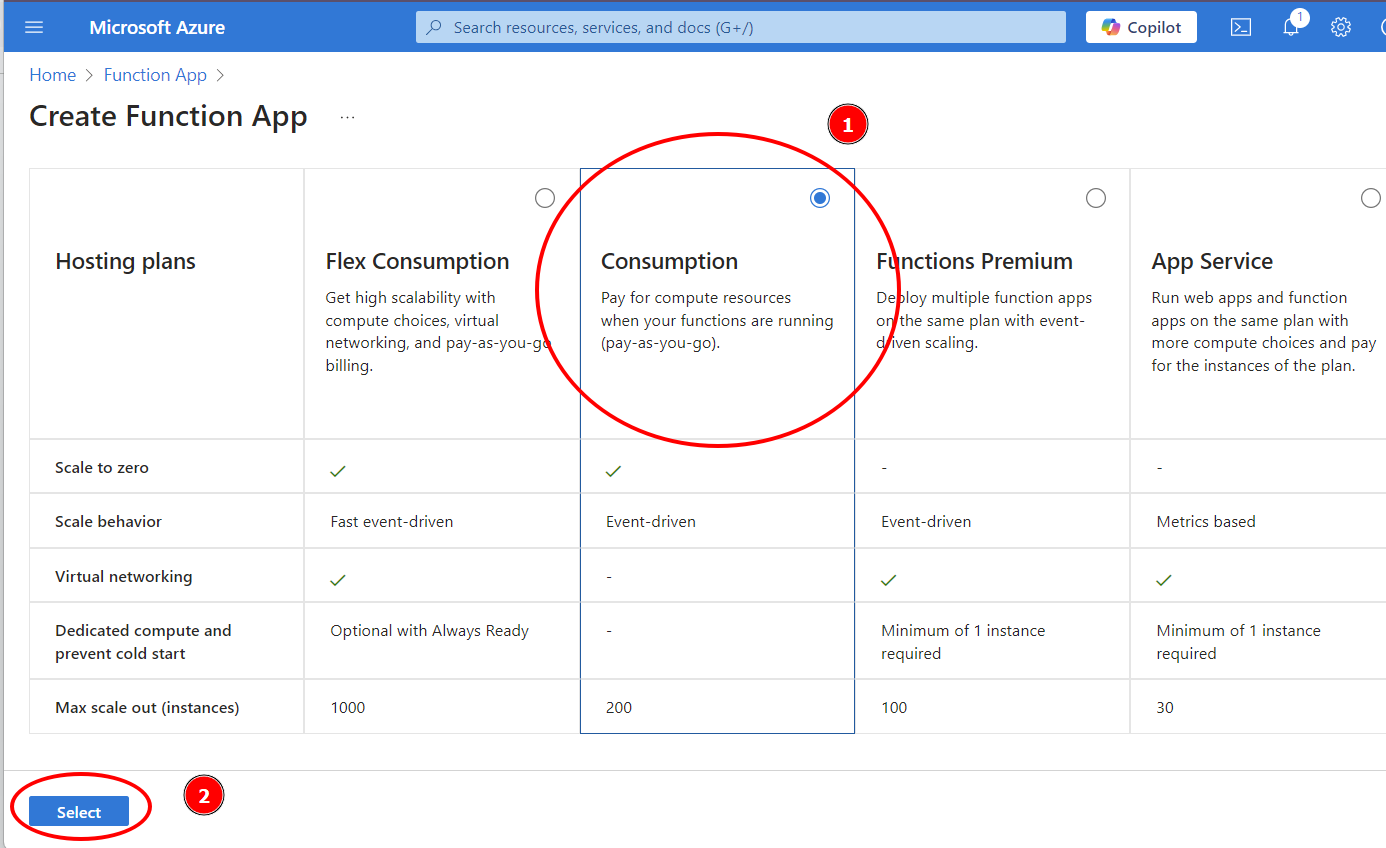 Microsoft Azure
Search resources, services, and docs (G+/)
Copilot
1
Home > Function App >
Create Function App ...
1
Hosting plans
Flex Consumption
Get high scalability with
compute choices, virtual
networking, and pay-as-you-go
billing.
Consumption
Pay for compute resources
when your functions are running
(pay-as-you-go).
Functions Premium
Deploy multiple function apps
on the same plan with event-
driven scaling.
App Service
Run web apps and function
apps on the same plan with
more compute choices and pay
for the instances of the plan.
Scale to zero
✓
✓
-
-
Scale behavior
Fast event-driven
Event-driven
Event-driven
Metrics based
Virtual networking
✓
-
✓
✓
Dedicated compute and
prevent cold start
Optional with Always Ready
-
Minimum of 1 instance
required
Minimum of 1 instance
required
Max scale out (instances)
1000
200
100
30
Select
2